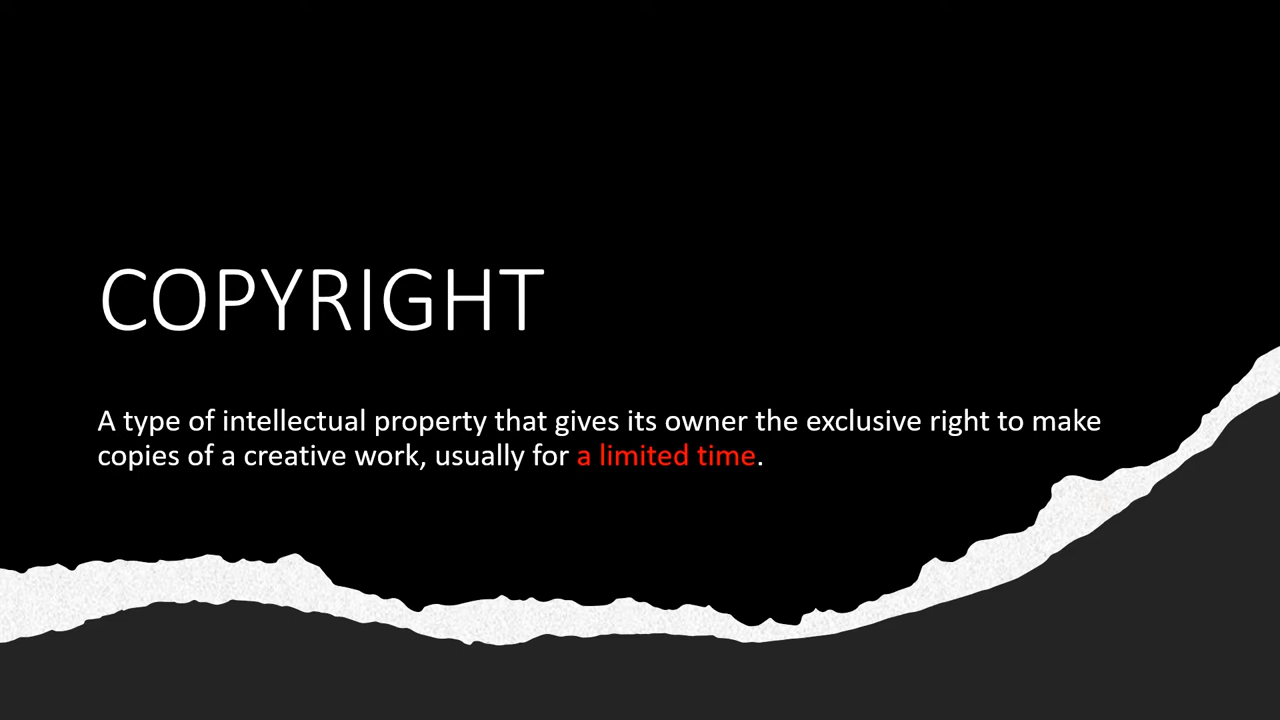 COPYRIGHT
A type of intellectual property that gives its owner the exclusive right to make
copies of a creative work, usually for a limited time.